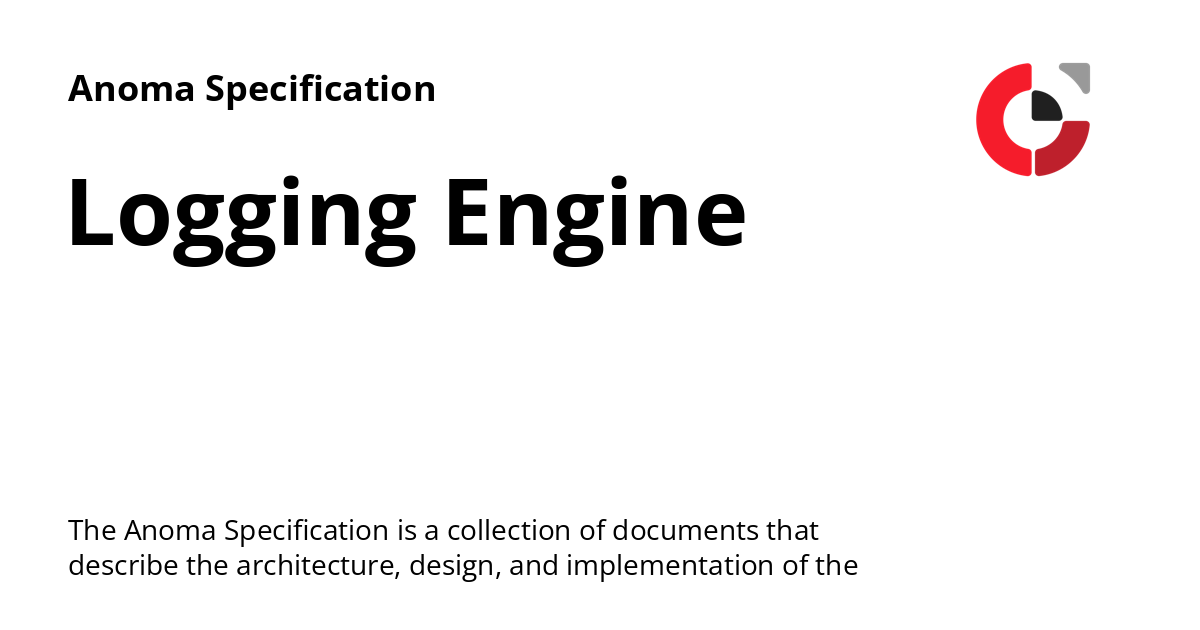 Anoma Specification
Logging Engine
The Anoma Specification is a collection of documents that
describe the architecture, design, and implementation of the